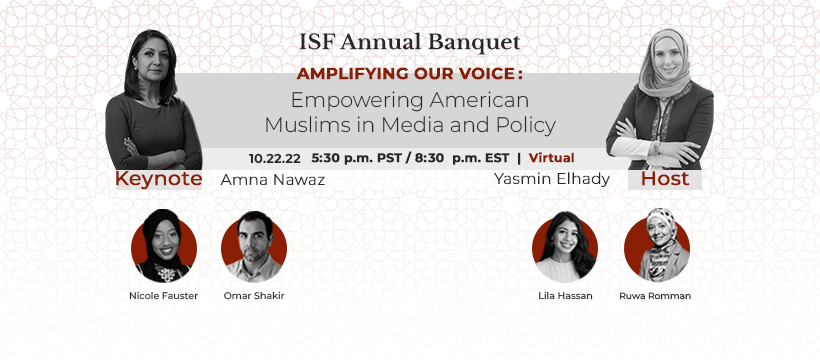 ISF Annual Banquet
AMPLIFYING OUR VOICE:
Empowering American
Muslims in Media and Policy
10.22.22 5:30 p.m. PST / 8:30 p.m. EST | Virtual
Keynote Amna Nawaz
Yasmin Elhady Host
Nicole Fauster
Omar Shakir
Lila Hassan
Ruwa Romman